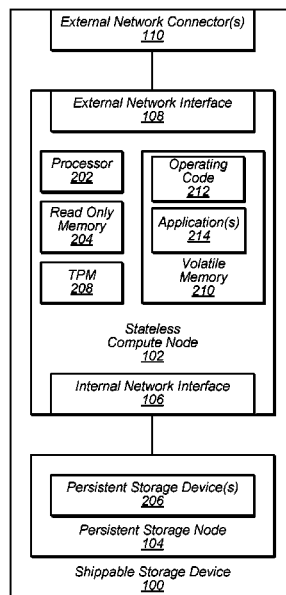 External Network Connector(s)
110
External Network Interface
108
Processor
202
Read Only
Memory
204
TPM
208
Operating
Code
212
Application(s)
214
Volatile
Memory
210
Stateless
Compute Node
102
Internal Network Interface
106
Persistent Storage Device(s)
206
Persistent Storage Node
104
Shippable Storage Device
100